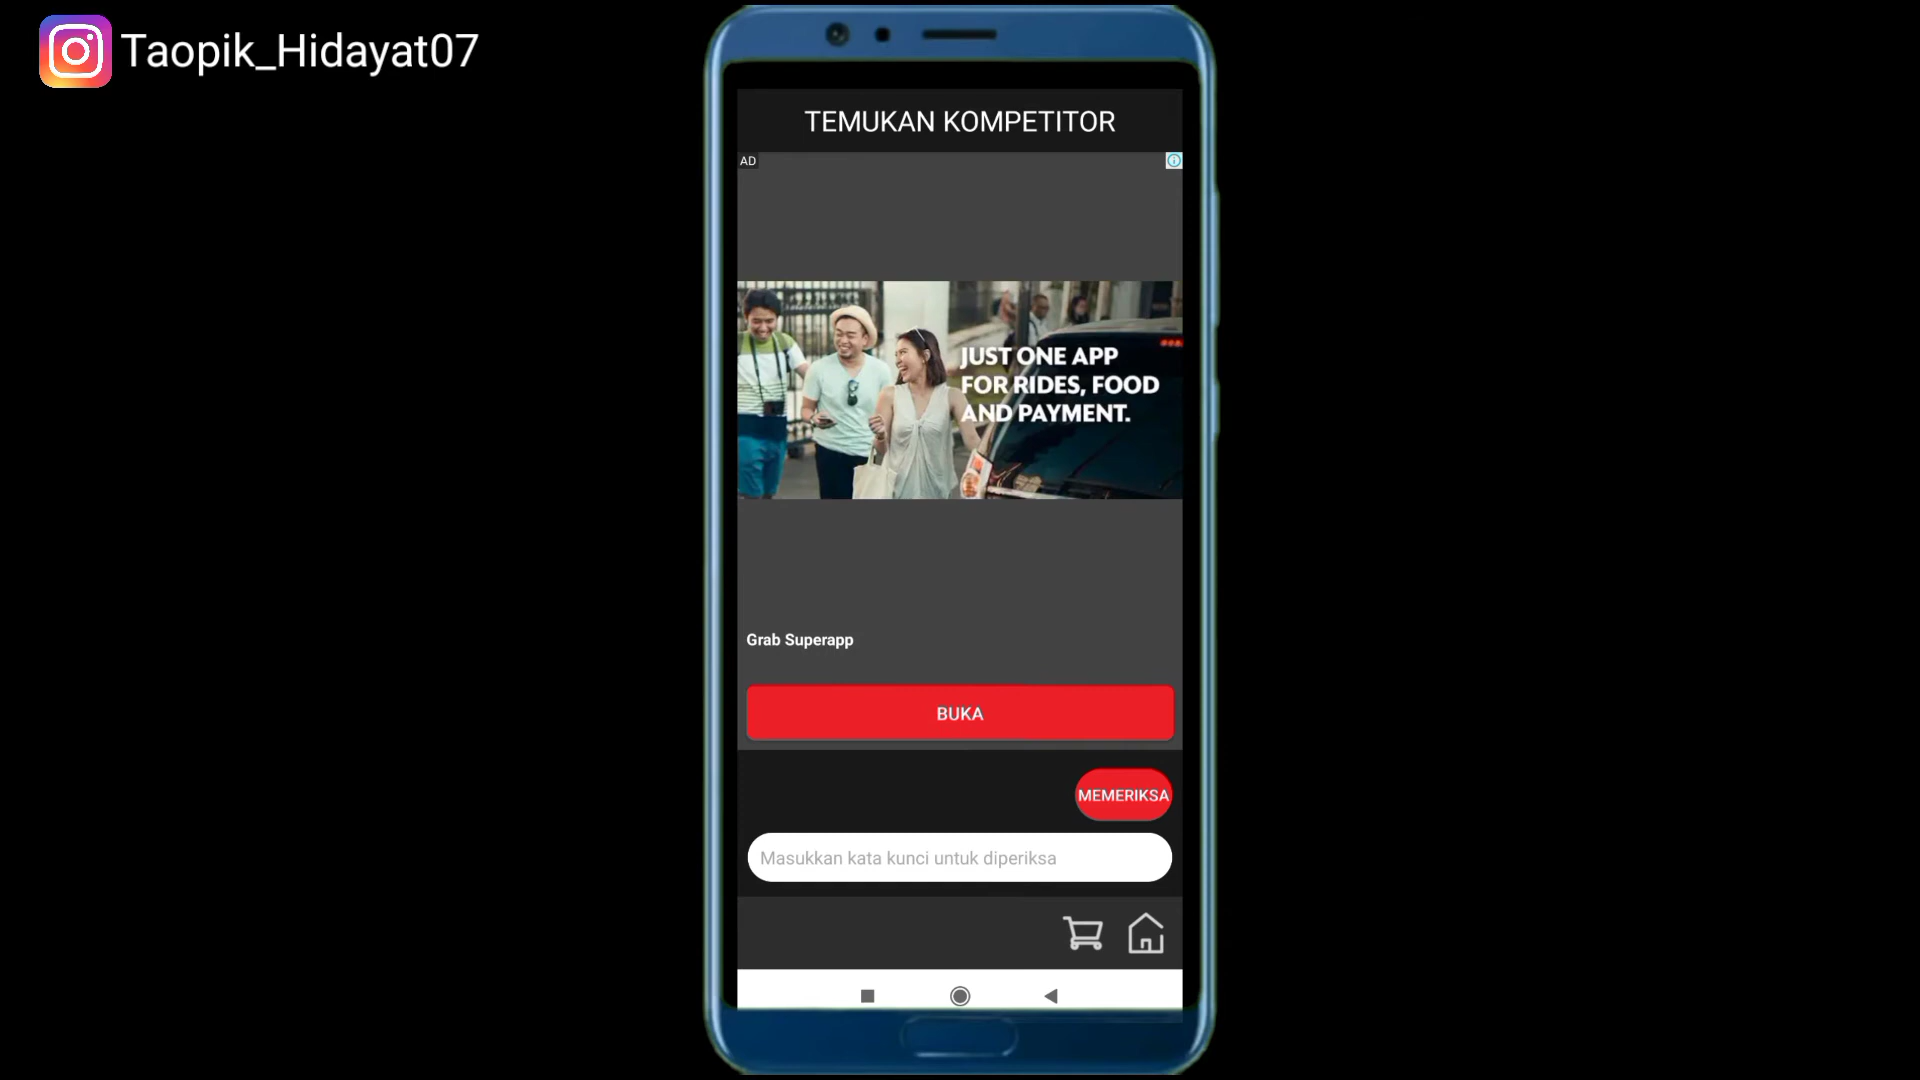 Taopik_Hidayat07
TEMUKAN KOMPETITOR
AD
JUST ONE APP
FOR RIDES, FOOD
AND PAYMENT.
Grab Superapp
BUKA
MEMERIKSA
Masukkan kata kunci untuk diperiksa